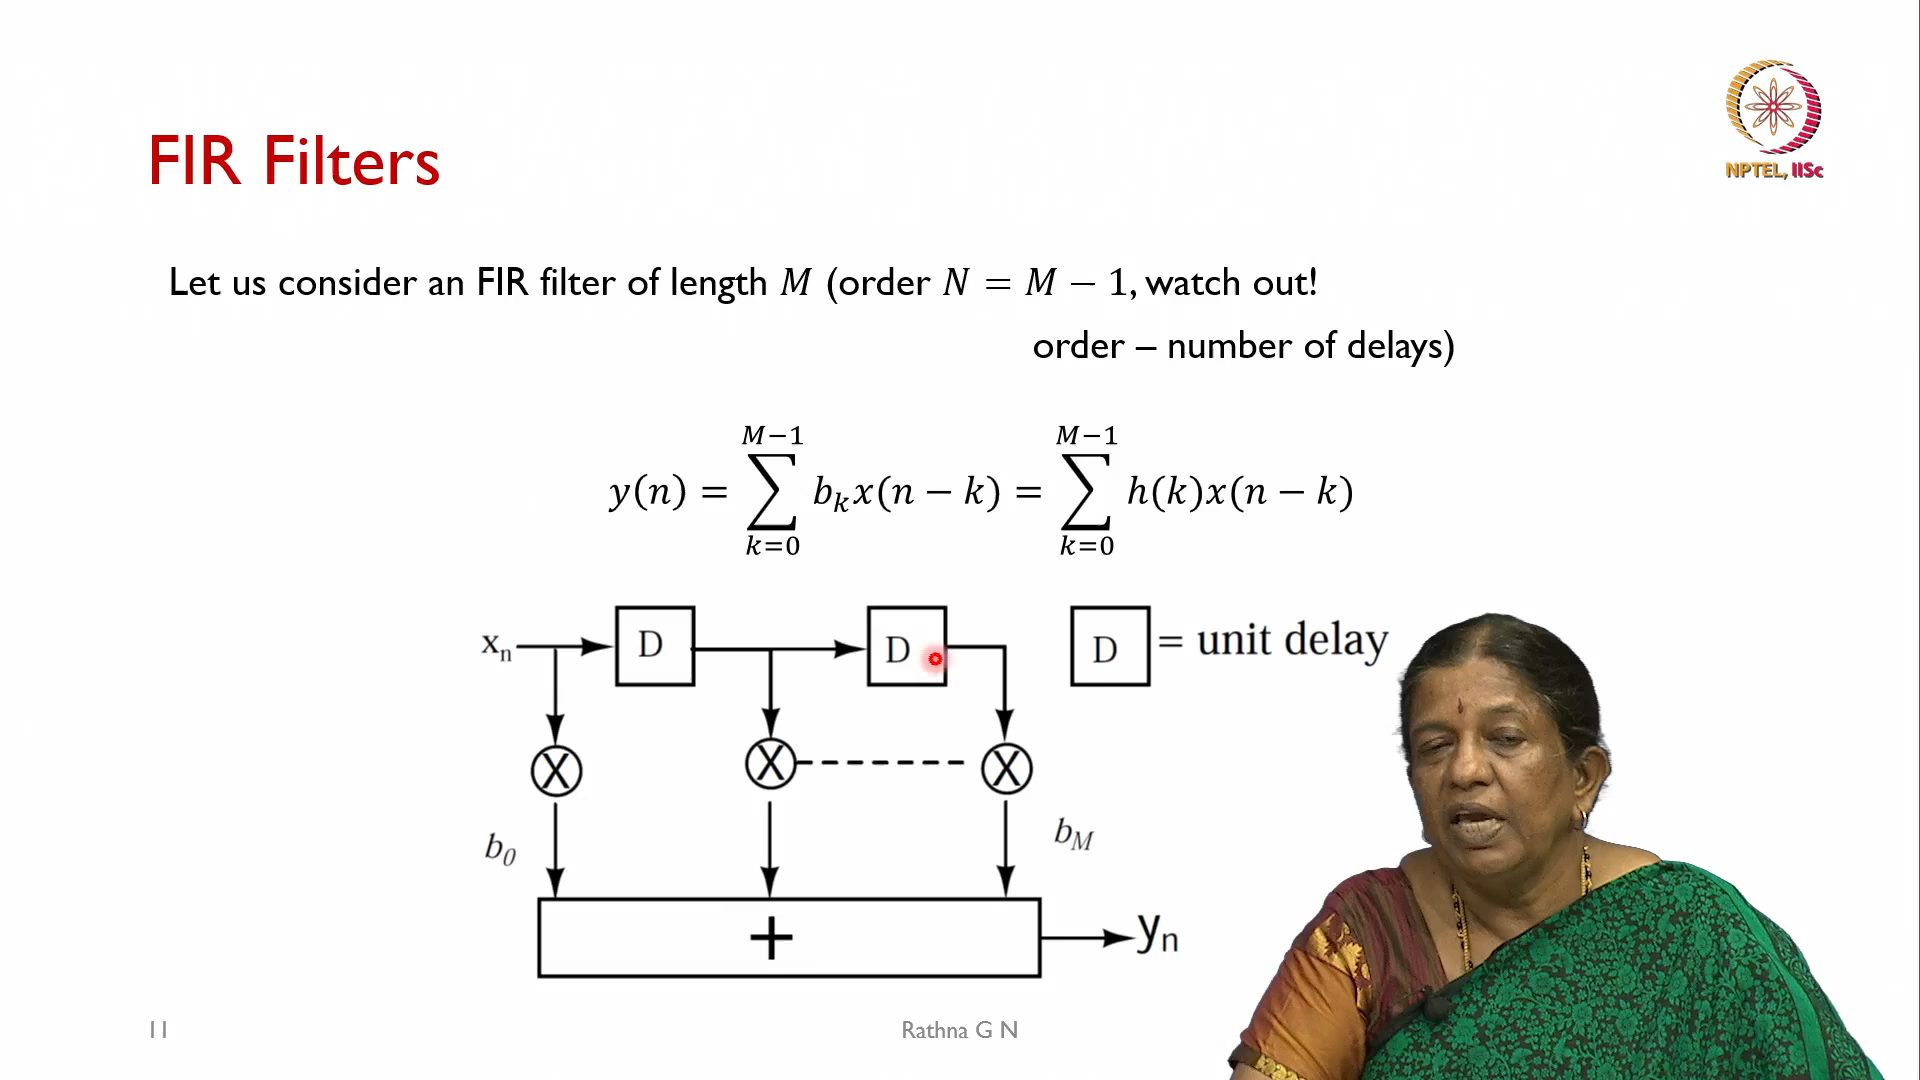 NPTEL, IISc
FIR Filters
Let us consider an FIR filter of length M (order N = M − 1, watch out!
order – number of delays)
y(n) = ∑_{k=0}^{M−1} b_k x(n − k) = ∑_{k=0}^{M−1} h(k)x(n − k)
x_n D D D = unit delay
X X X
b_0 b_M
+ y_n
11 Rathna G N